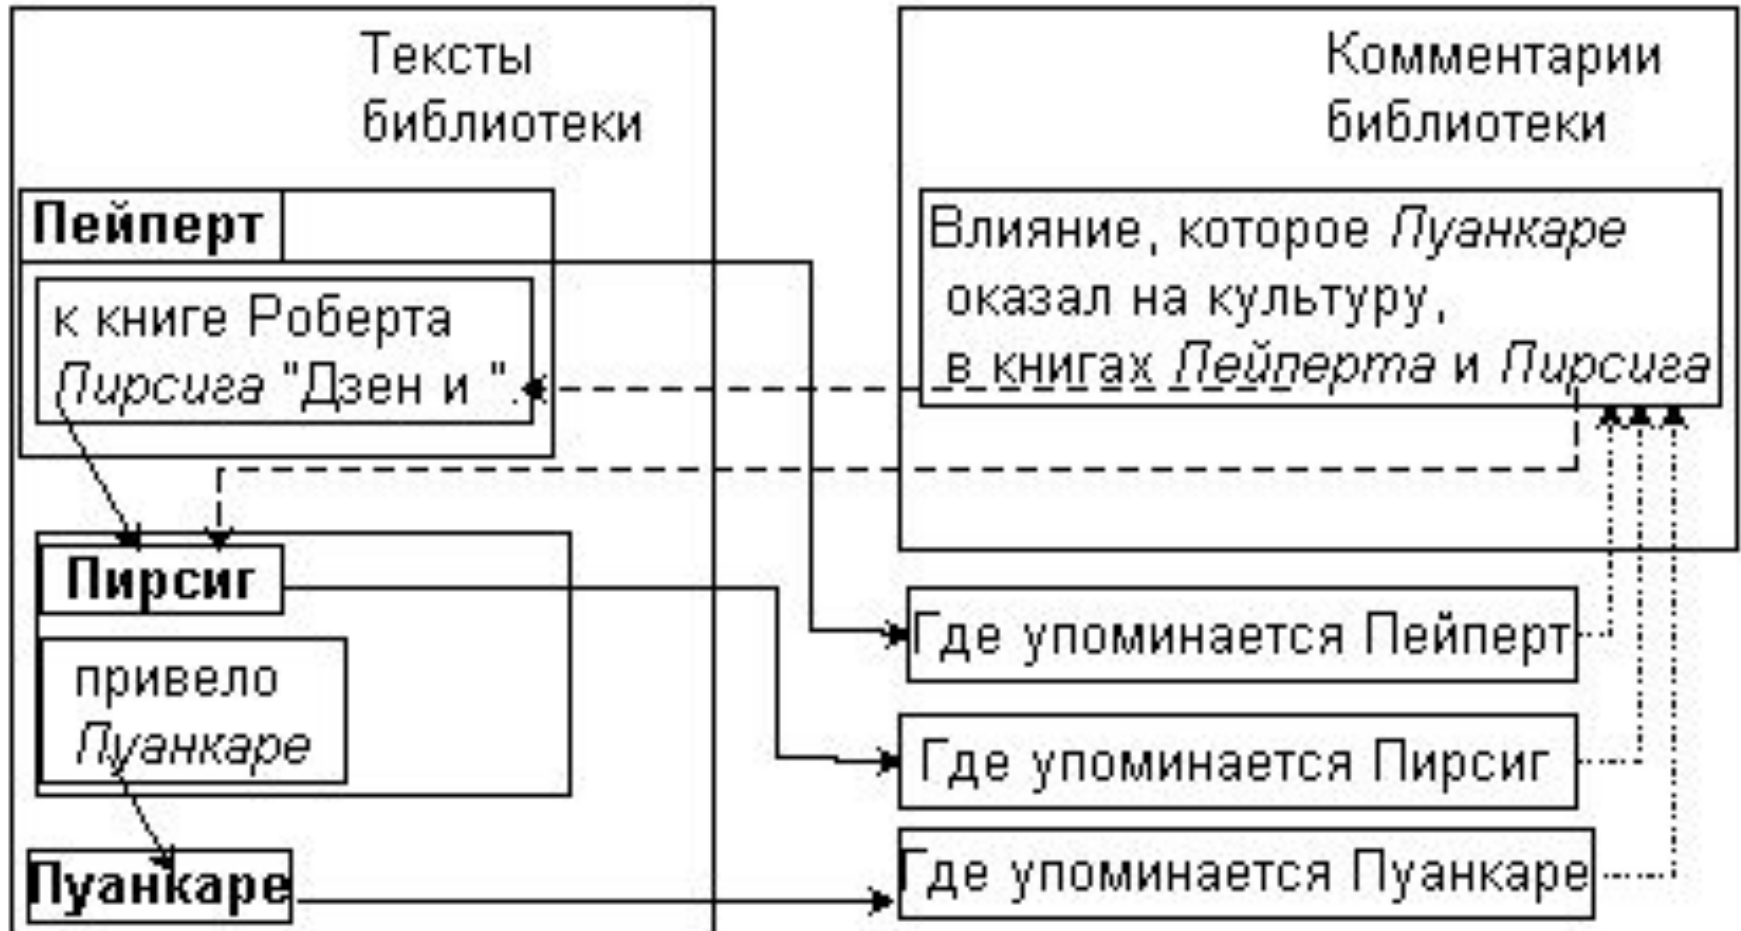 Тексты
библиотеки
Пейперт
к книге Роберта
Пирсига "Дзен и ".
Пирсиг
привело
Пуанкаре
Пуанкаре
Комментарии
библиотеки
Влияние, которое Пуанкаре
оказал на культуру,
в книгах Пейперта и Пирсига
Где упоминается Пейперт
Где упоминается Пирсиг
Где упоминается Пуанкаре